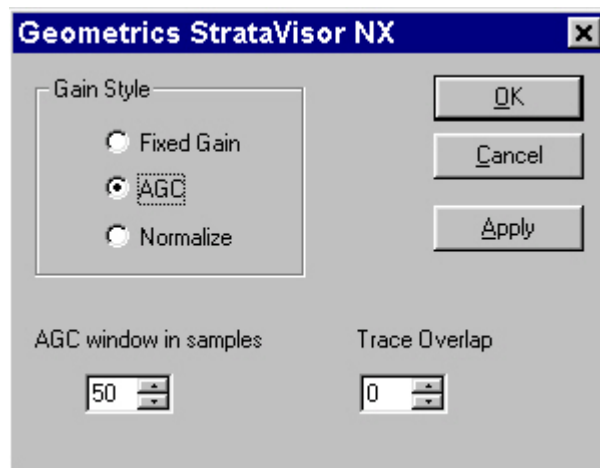 Geometrics StrataVisor NX
Gain Style
Fixed Gain
AGC
Normalize
OK
Cancel
Apply
AGC window in samples
Trace Overlap
50
0